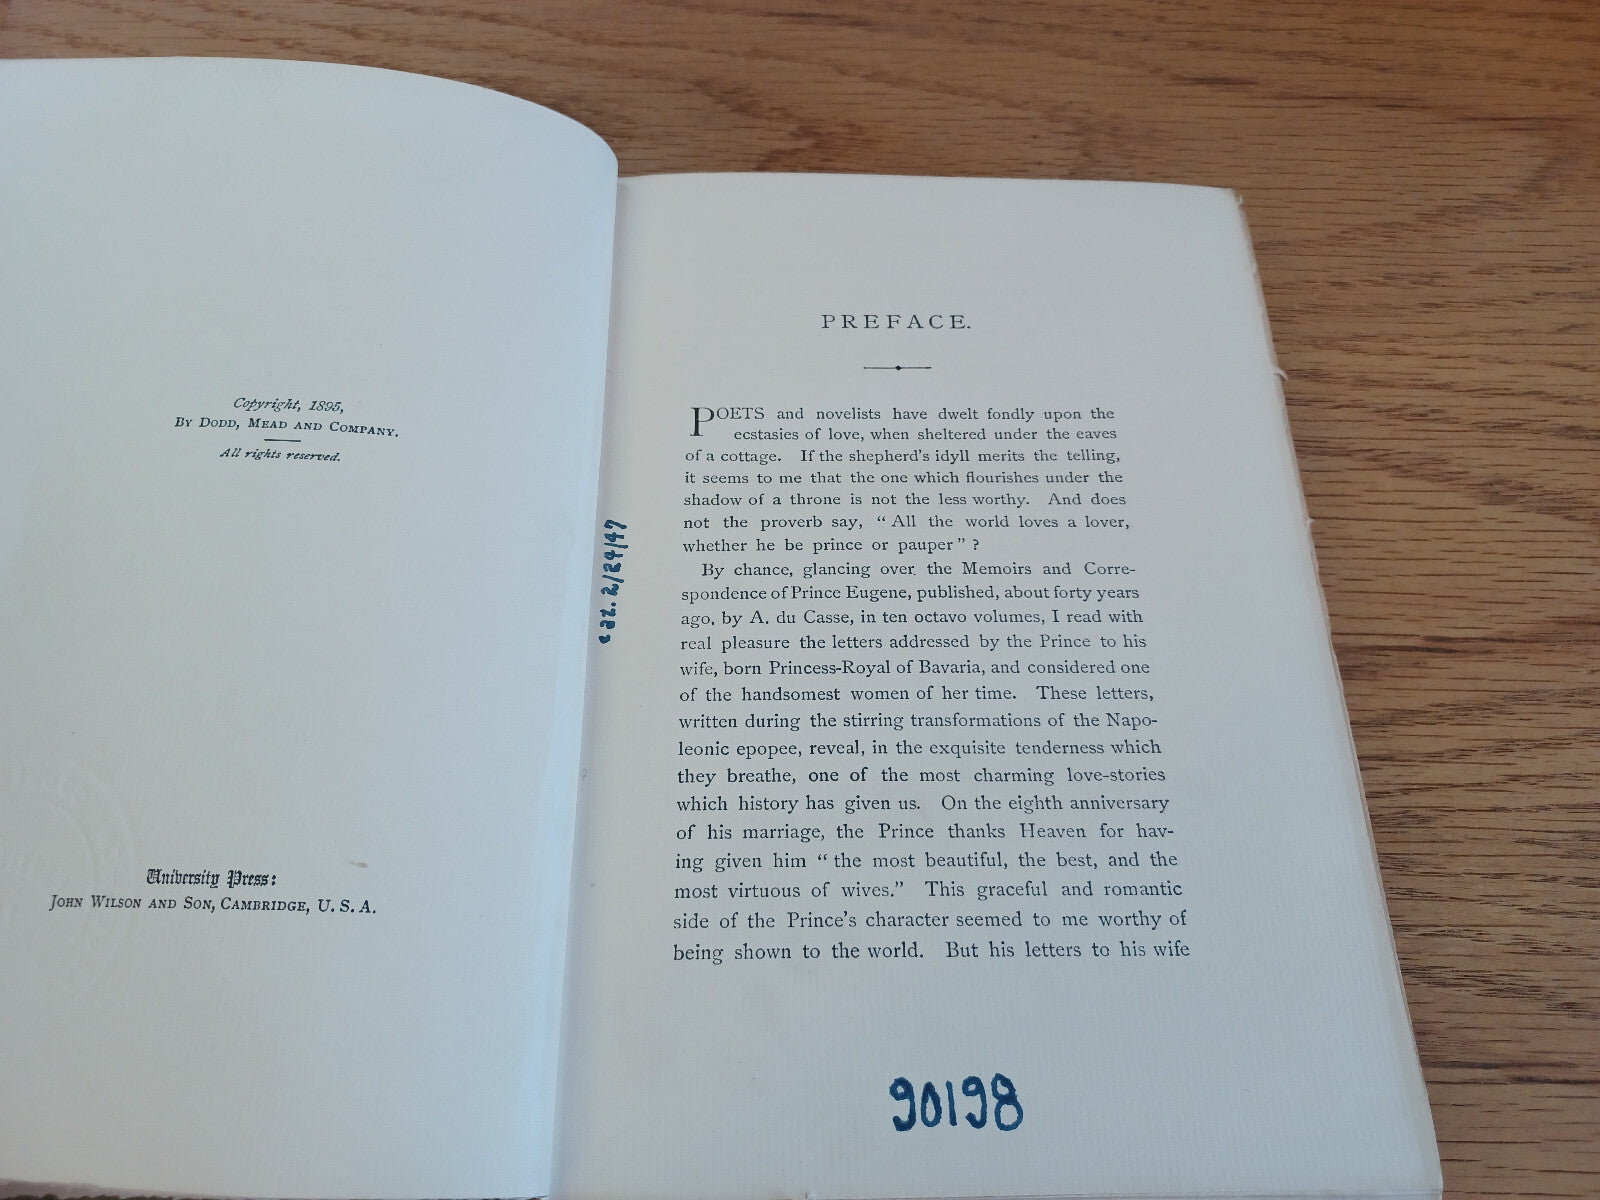 Copyright, 1895,
BY DODD, MEAD AND COMPANY.
All rights reserved.
University Press:
JOHN WILSON AND SON, CAMBRIDGE, U. S. A.
PREFACE.
POETS and novelists have dwelt fondly upon the
ecstasies of love, when sheltered under the eaves
of a cottage. If the shepherd's idyll merits the telling,
it seems to me that the one which flourishes under the
shadow of a throne is not the less worthy. And does
not the proverb say, “All the world loves a lover,
whether he be prince or pauper”?
By chance, glancing over the Memoirs and Corre-
spondence of Prince Eugene, published, about forty years
ago, by A. du Casse, in ten octavo volumes, I read with
real pleasure the letters addressed by the Prince to his
wife, born Princess-Royal of Bavaria, and considered one
of the handsomest women of her time. These letters,
written during the stirring transformations of the Napo-
leonic epopee, reveal, in the exquisite tenderness which
they breathe, one of the most charming love-stories
which history has given us. On the eighth anniversary
of his marriage, the Prince thanks Heaven for hav-
ing given him “the most beautiful, the best, and the
most virtuous of wives.” This graceful and romantic
side of the Prince's character seemed to me worthy of
being shown to the world. But his letters to his wife
90198
2/24/47